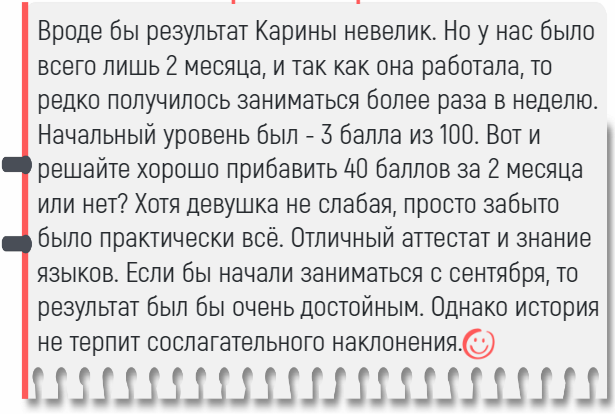 Вроде бы результат Карины невелик. Но у нас было
всего лишь 2 месяца, и так как она работала, то
редко получилось заниматься более раза в неделю.
Начальный уровень был - 3 балла из 100. Вот и
решайте хорошо прибавить 40 баллов за 2 месяца
или нет? Хотя девушка не слабая, просто забыто
было практически всё. Отличный аттестат и знание
языков. Если бы начали заниматься с сентября, то
результат был бы очень достойным. Однако история
не терпит сослагательного наклонения.